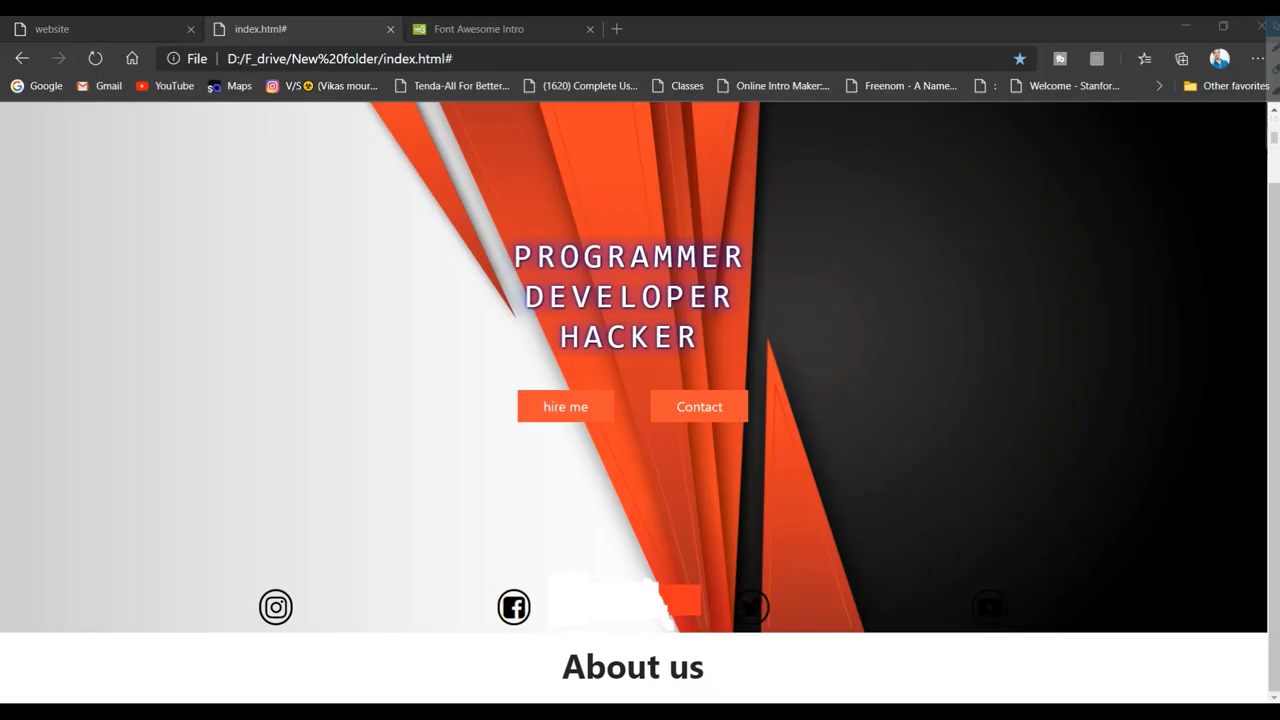 website
index.html#
Font Awesome Intro
File
D:/F_drive/New%20folder/index.html#
Google
Gmail
YouTube
Maps
V/S☢ (Vikas mour...
Tenda-All For Better...
(1620) Complete Us...
Classes
Online Intro Maker:...
Freenom - A Name...
:
Welcome - Stanfor...
Other favorites
PROGRAMMER
DEVELOPER
HACKER
hire me
Contact
About us